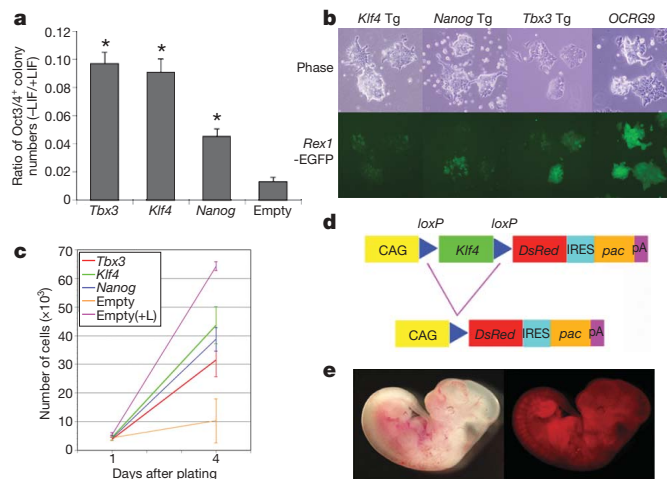 a
Ratio of Oct3/4+ colony
numbers (–LIF/+LIF)
0.12
0.10
0.08
0.06
0.04
0.02
0
*
*
*
Tbx3
Klf4
Nanog
Empty
b
Klf4 Tg
Nanog Tg
Tbx3 Tg
OCRG9
Phase
Rex1
-EGFP
c
Number of cells (×10³)
70
60
50
40
30
20
10
0
Tbx3
Klf4
Nanog
Empty
Empty(+L)
1
4
Days after plating
d
loxP
loxP
CAG
Klf4
DsRed
IRES
pac
pA
CAG
DsRed
IRES
pac
pA
e